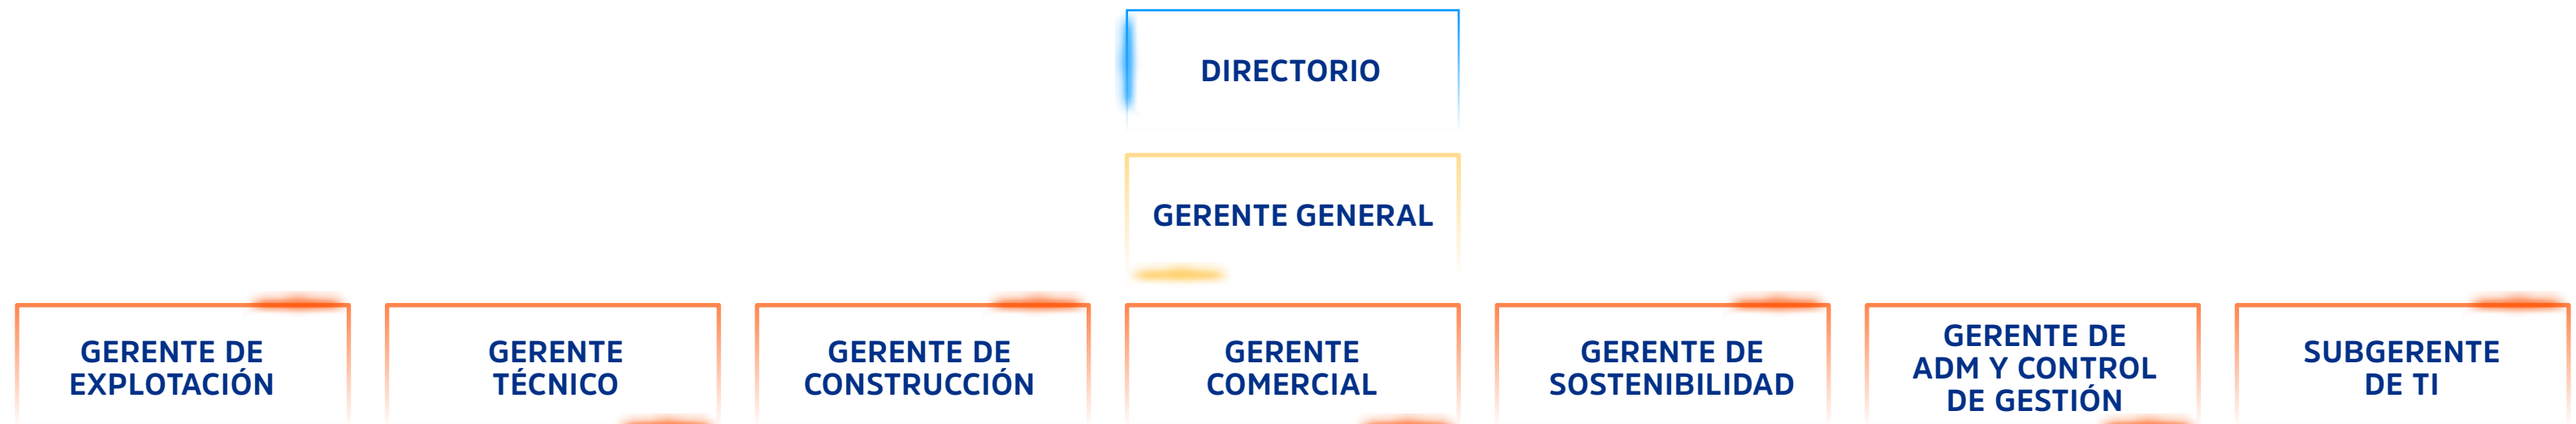 DIRECTORIO
GERENTE GENERAL
GERENTE DE
EXPLOTACIÓN
GERENTE
TÉCNICO
GERENTE DE
CONSTRUCCIÓN
GERENTE
COMERCIAL
GERENTE DE
SOSTENIBILIDAD
GERENTE DE
ADM Y CONTROL
DE GESTIÓN
SUBGERENTE
DE TI